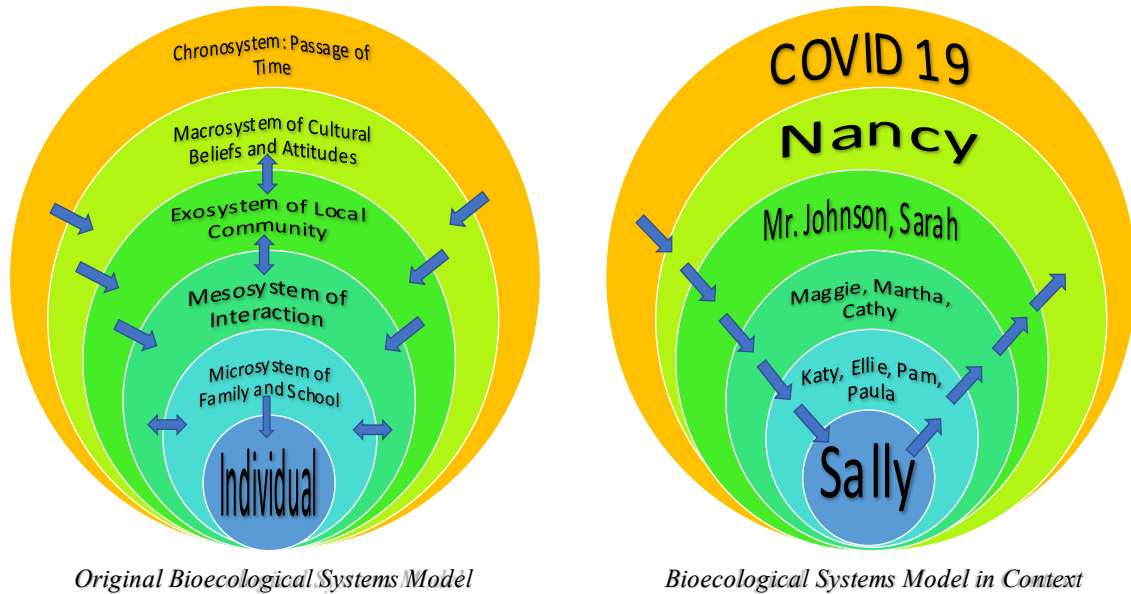 Chronosystem: Passage of
Time
Macrosystem of Cultural
Beliefs and Attitudes
Exosystem of Local
Community
Mesosystem of
Interaction
Microsystem of
Family and School
Individual
Original Bioecological Systems Model
COVID 19
Nancy
Mr. Johnson, Sarah
Maggie, Martha,
Cathy
Katy, Ellie, Pam,
Paula
Sally
Bioecological Systems Model in Context